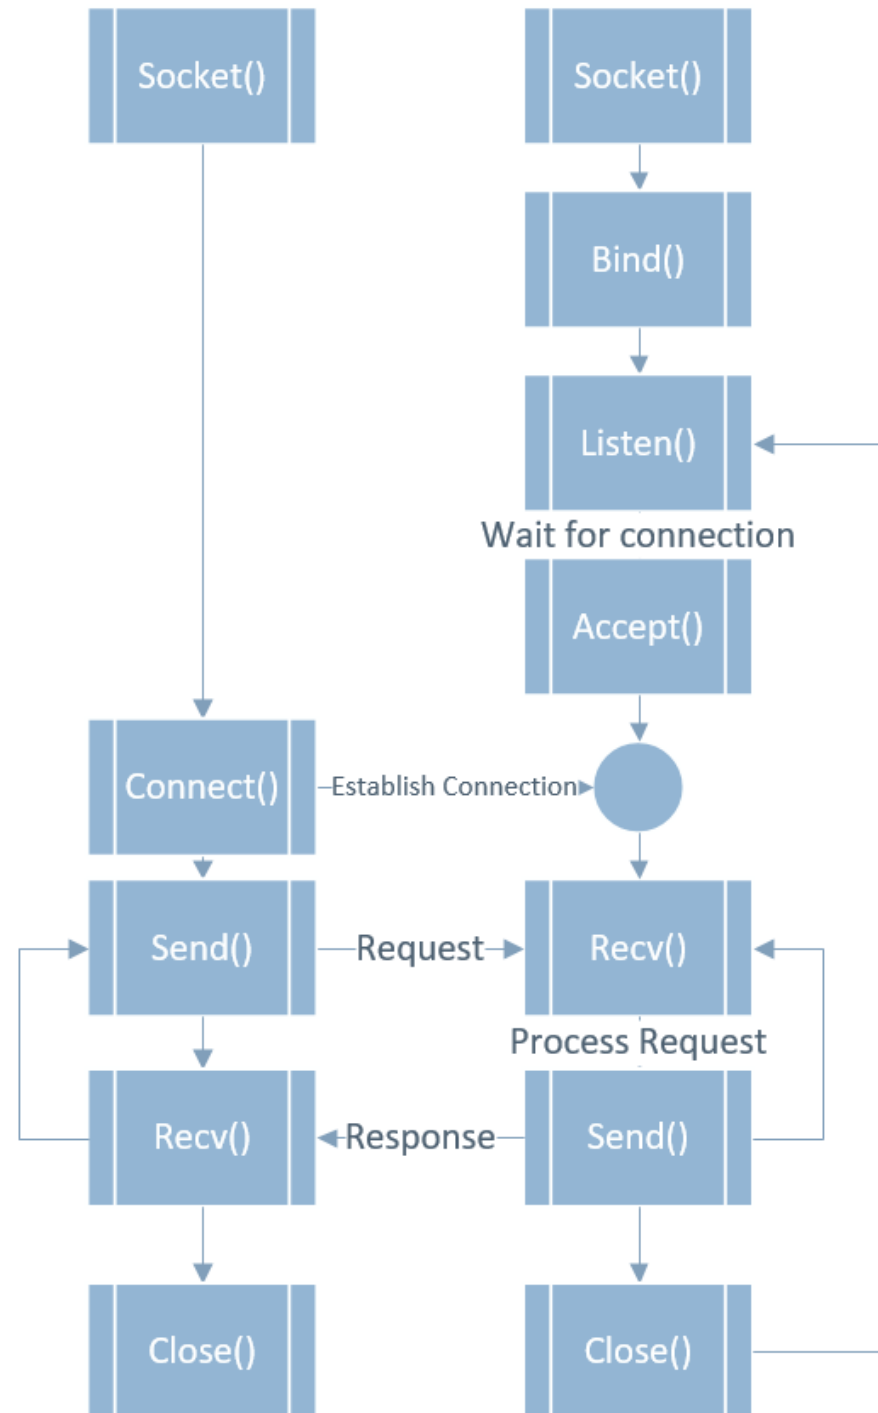 Socket()
Socket()
Bind()
Listen()
Wait for connection
Accept()
Connect()
Establish Connection
Send()
Request
Recv()
Process Request
Recv()
Response
Send()
Close()
Close()